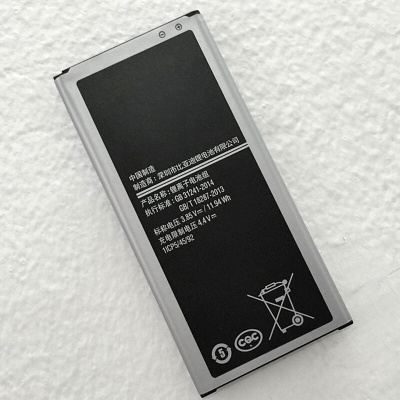 中国制造
制造商：深圳市比亚迪锂电池有限公司
产品名称：锂离子电池组
执行标准：GB 31241-2014
GB/T 18287-2013
标称电压 3.85 V⎓/ 11.94 Wh
充电限制电压 4.4 V⎓
1ICP5/45/92
5
CQC